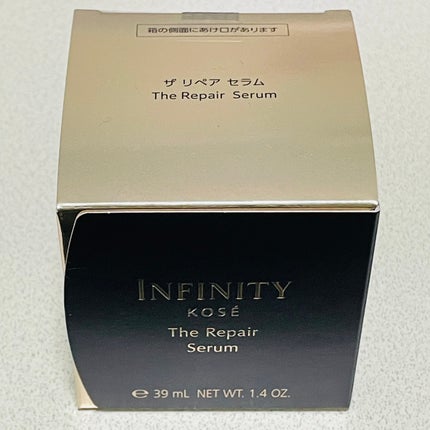 箱の側面にあけ口があります
ザ リペア セラム
The Repair Serum
INFINITY
KOSÉ
The Repair
Serum
℮ 39 mL NET WT. 1.4 OZ.